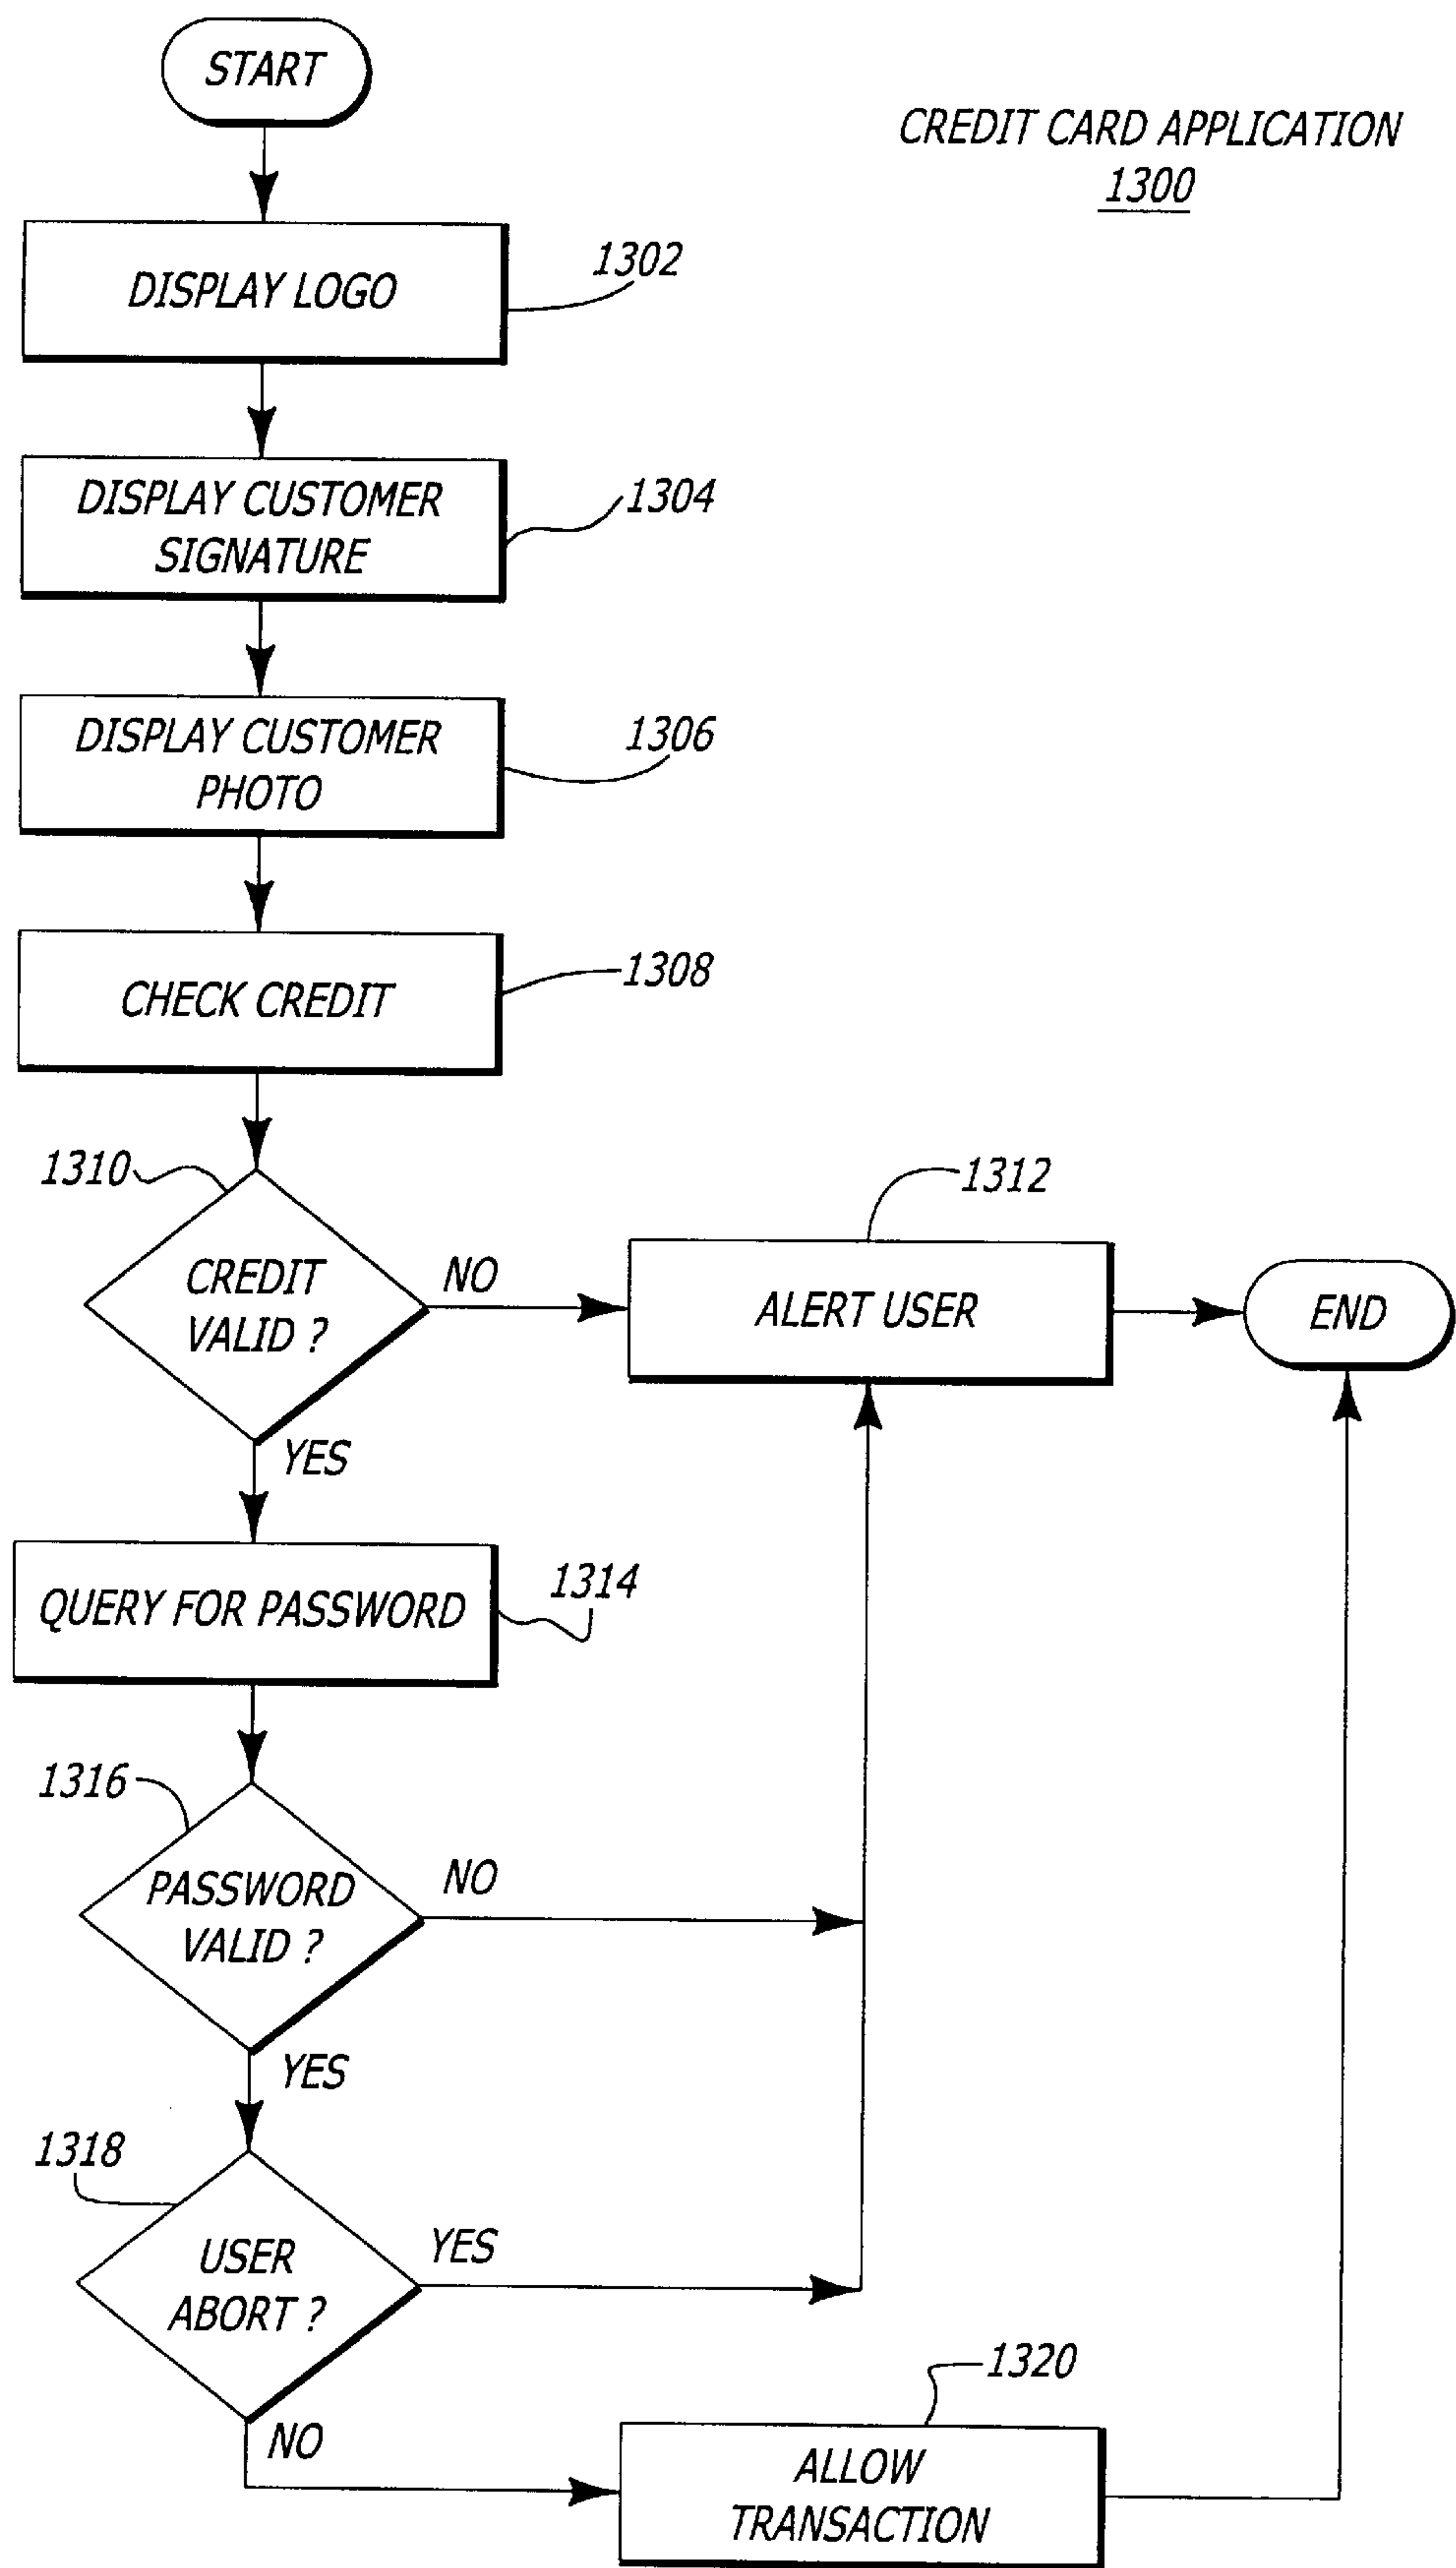 START
CREDIT CARD APPLICATION
1300
DISPLAY LOGO
1302
DISPLAY CUSTOMER
SIGNATURE
1304
DISPLAY CUSTOMER
PHOTO
1306
CHECK CREDIT
1308
1310
CREDIT
VALID ?
NO
YES
1312
ALERT USER
END
QUERY FOR PASSWORD
1314
1316
PASSWORD
VALID ?
NO
YES
1318
USER
ABORT ?
YES
NO
1320
ALLOW
TRANSACTION